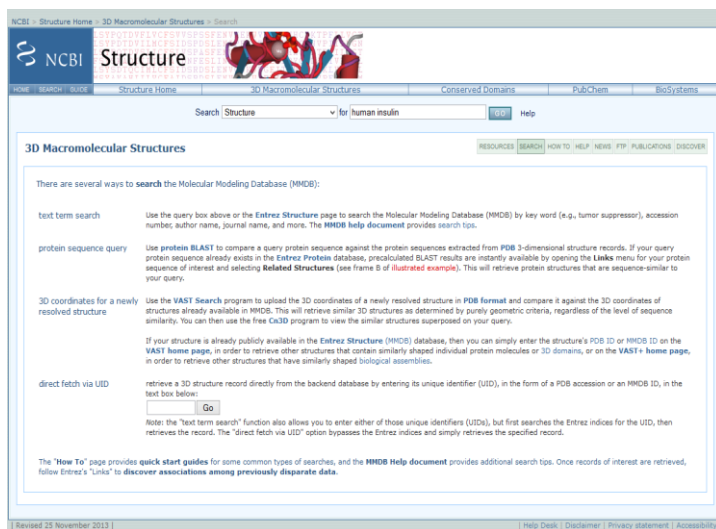 NCBI > Structure Home > 3D Macromolecular Structures > Search
NCBI
Structure
HOME SEARCH GUIDE Structure Home 3D Macromolecular Structures Conserved Domains PubChem BioSystems
Search Structure for human insulin GO Help
3D Macromolecular Structures
RESOURCES SEARCH HOW TO HELP NEWS FTP PUBLICATIONS DISCOVER
There are several ways to search the Molecular Modeling Database (MMDB):
text term search
Use the query box above or the Entrez Structure page to search the Molecular Modeling Database (MMDB) by key word (e.g., tumor suppressor), accession
number, author name, journal name, and more. The MMDB help document provides search tips.
protein sequence query
Use protein BLAST to compare a query protein sequence against the protein sequences extracted from PDB 3-dimensional structure records. If your query
protein sequence already exists in the Entrez Protein database, precalculated BLAST results are instantly available by opening the Links menu for your protein
sequence of interest and selecting Related Structures (see frame B of illustrated example). This will retrieve protein structures that are sequence-similar to
your query.
3D coordinates for a newly
resolved structure
Use the VAST Search program to upload the 3D coordinates of a newly resolved structure in PDB format and compare it against the 3D coordinates of
structures already available in MMDB. This will retrieve similar 3D structures as determined by purely geometric criteria, regardless of the level of sequence
similarity. You can then use the free Cn3D program to view the similar structures superposed on your query.
If your structure is already publicly available in the Entrez Structure (MMDB) database, then you can simply enter the structure's PDB ID or MMDB ID on the
VAST home page, in order to retrieve other structures that contain similarly shaped individual protein molecules or 3D domains, or on the VAST+ home page,
in order to retrieve other structures that have similarly shaped biological assemblies.
direct fetch via UID
retrieve a 3D structure record directly from the backend database by entering its unique identifier (UID), in the form of a PDB accession or an MMDB ID, in the
text box below:
Go
Note: the "text term search" function also allows you to enter either of those unique identifiers (UIDs), but first searches the Entrez indices for the UID, then
retrieves the record. The "direct fetch via UID" option bypasses the Entrez indices and simply retrieves the specified record.
The "How To" page provides quick start guides for some common types of searches, and the MMDB Help document provides additional search tips. Once records of interest are retrieved,
follow Entrez's "Links" to discover associations among previously disparate data.
| Revised 25 November 2013 |
| Help Desk | Disclaimer | Privacy statement | Accessibility